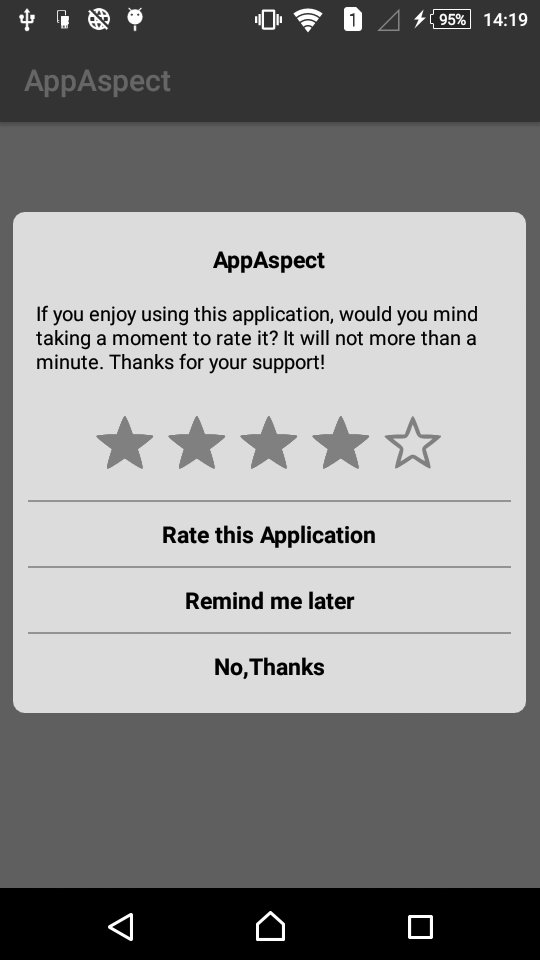 1 95% 14:19
AppAspect
AppAspect
If you enjoy using this application, would you mind
taking a moment to rate it? It will not more than a
minute. Thanks for your support!
Rate this Application
Remind me later
No,Thanks